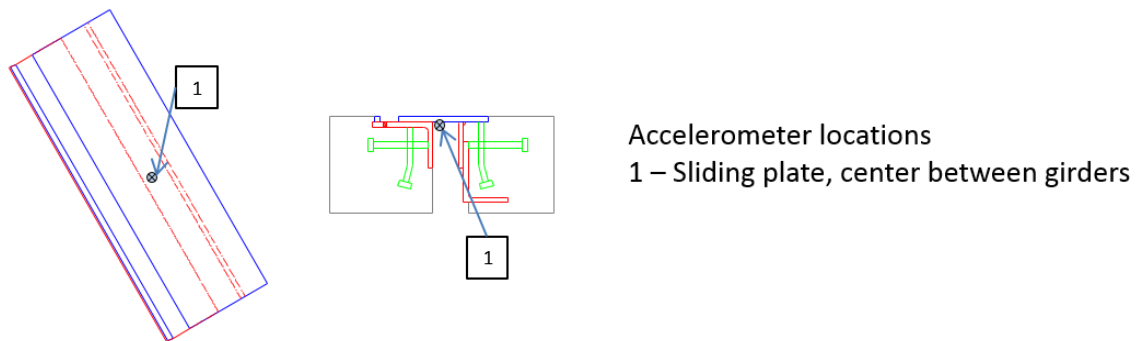 1
1
Accelerometer locations
1 – Sliding plate, center between girders